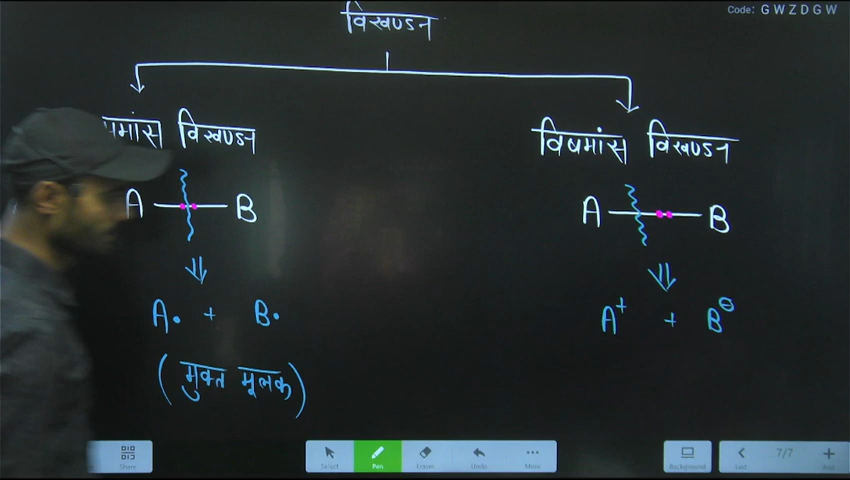 Code: G W Z D G W
विखण्डन
विखण्डन
विषमांस विखण्डन
A B
A B
A• + B•
A⁺ + B⊖
(मुक्त मूलक)
Share
Select Pen Eraser Undo More
Background
Last 7/7 Add